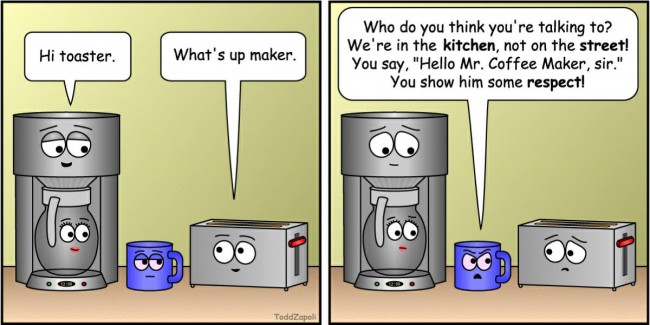 Hi toaster.
What's up maker.
ToddZapoli
Who do you think you're talking to?
We're in the kitchen, not on the street!
You say, "Hello Mr. Coffee Maker, sir."
You show him some respect!